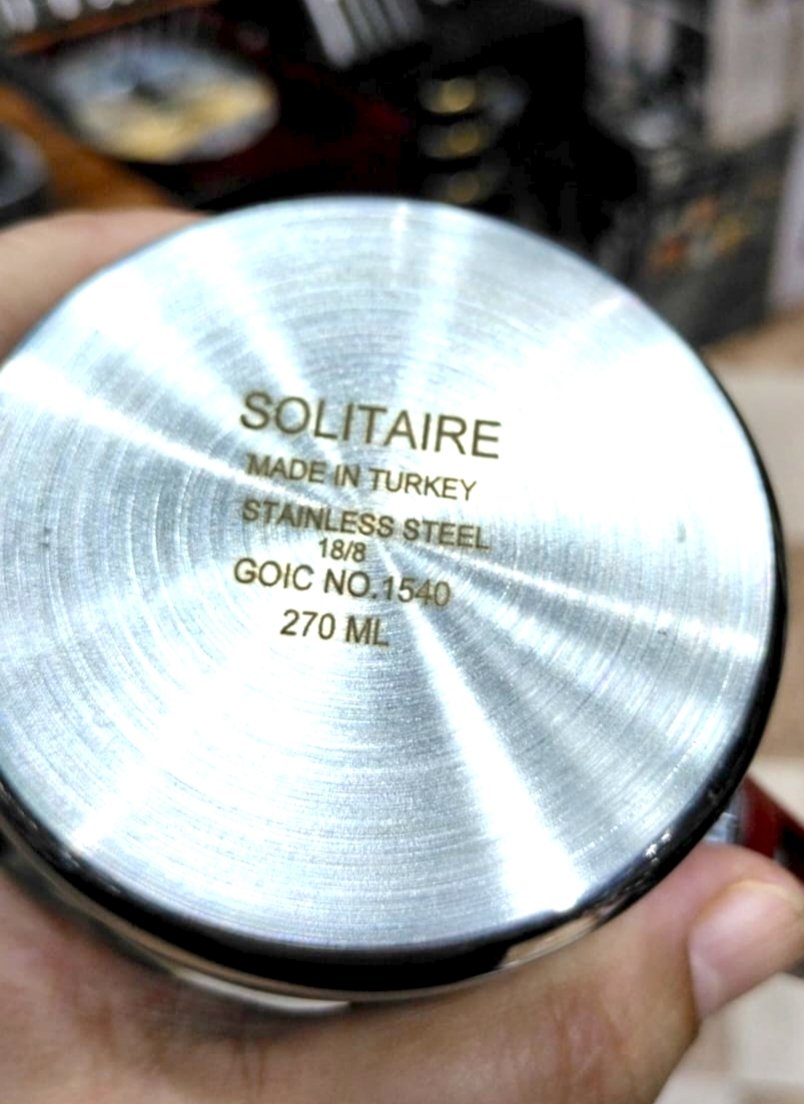 SOLITAIRE
MADE IN TURKEY
STAINLESS STEEL
18/8
GOIC NO.1540
270 ML